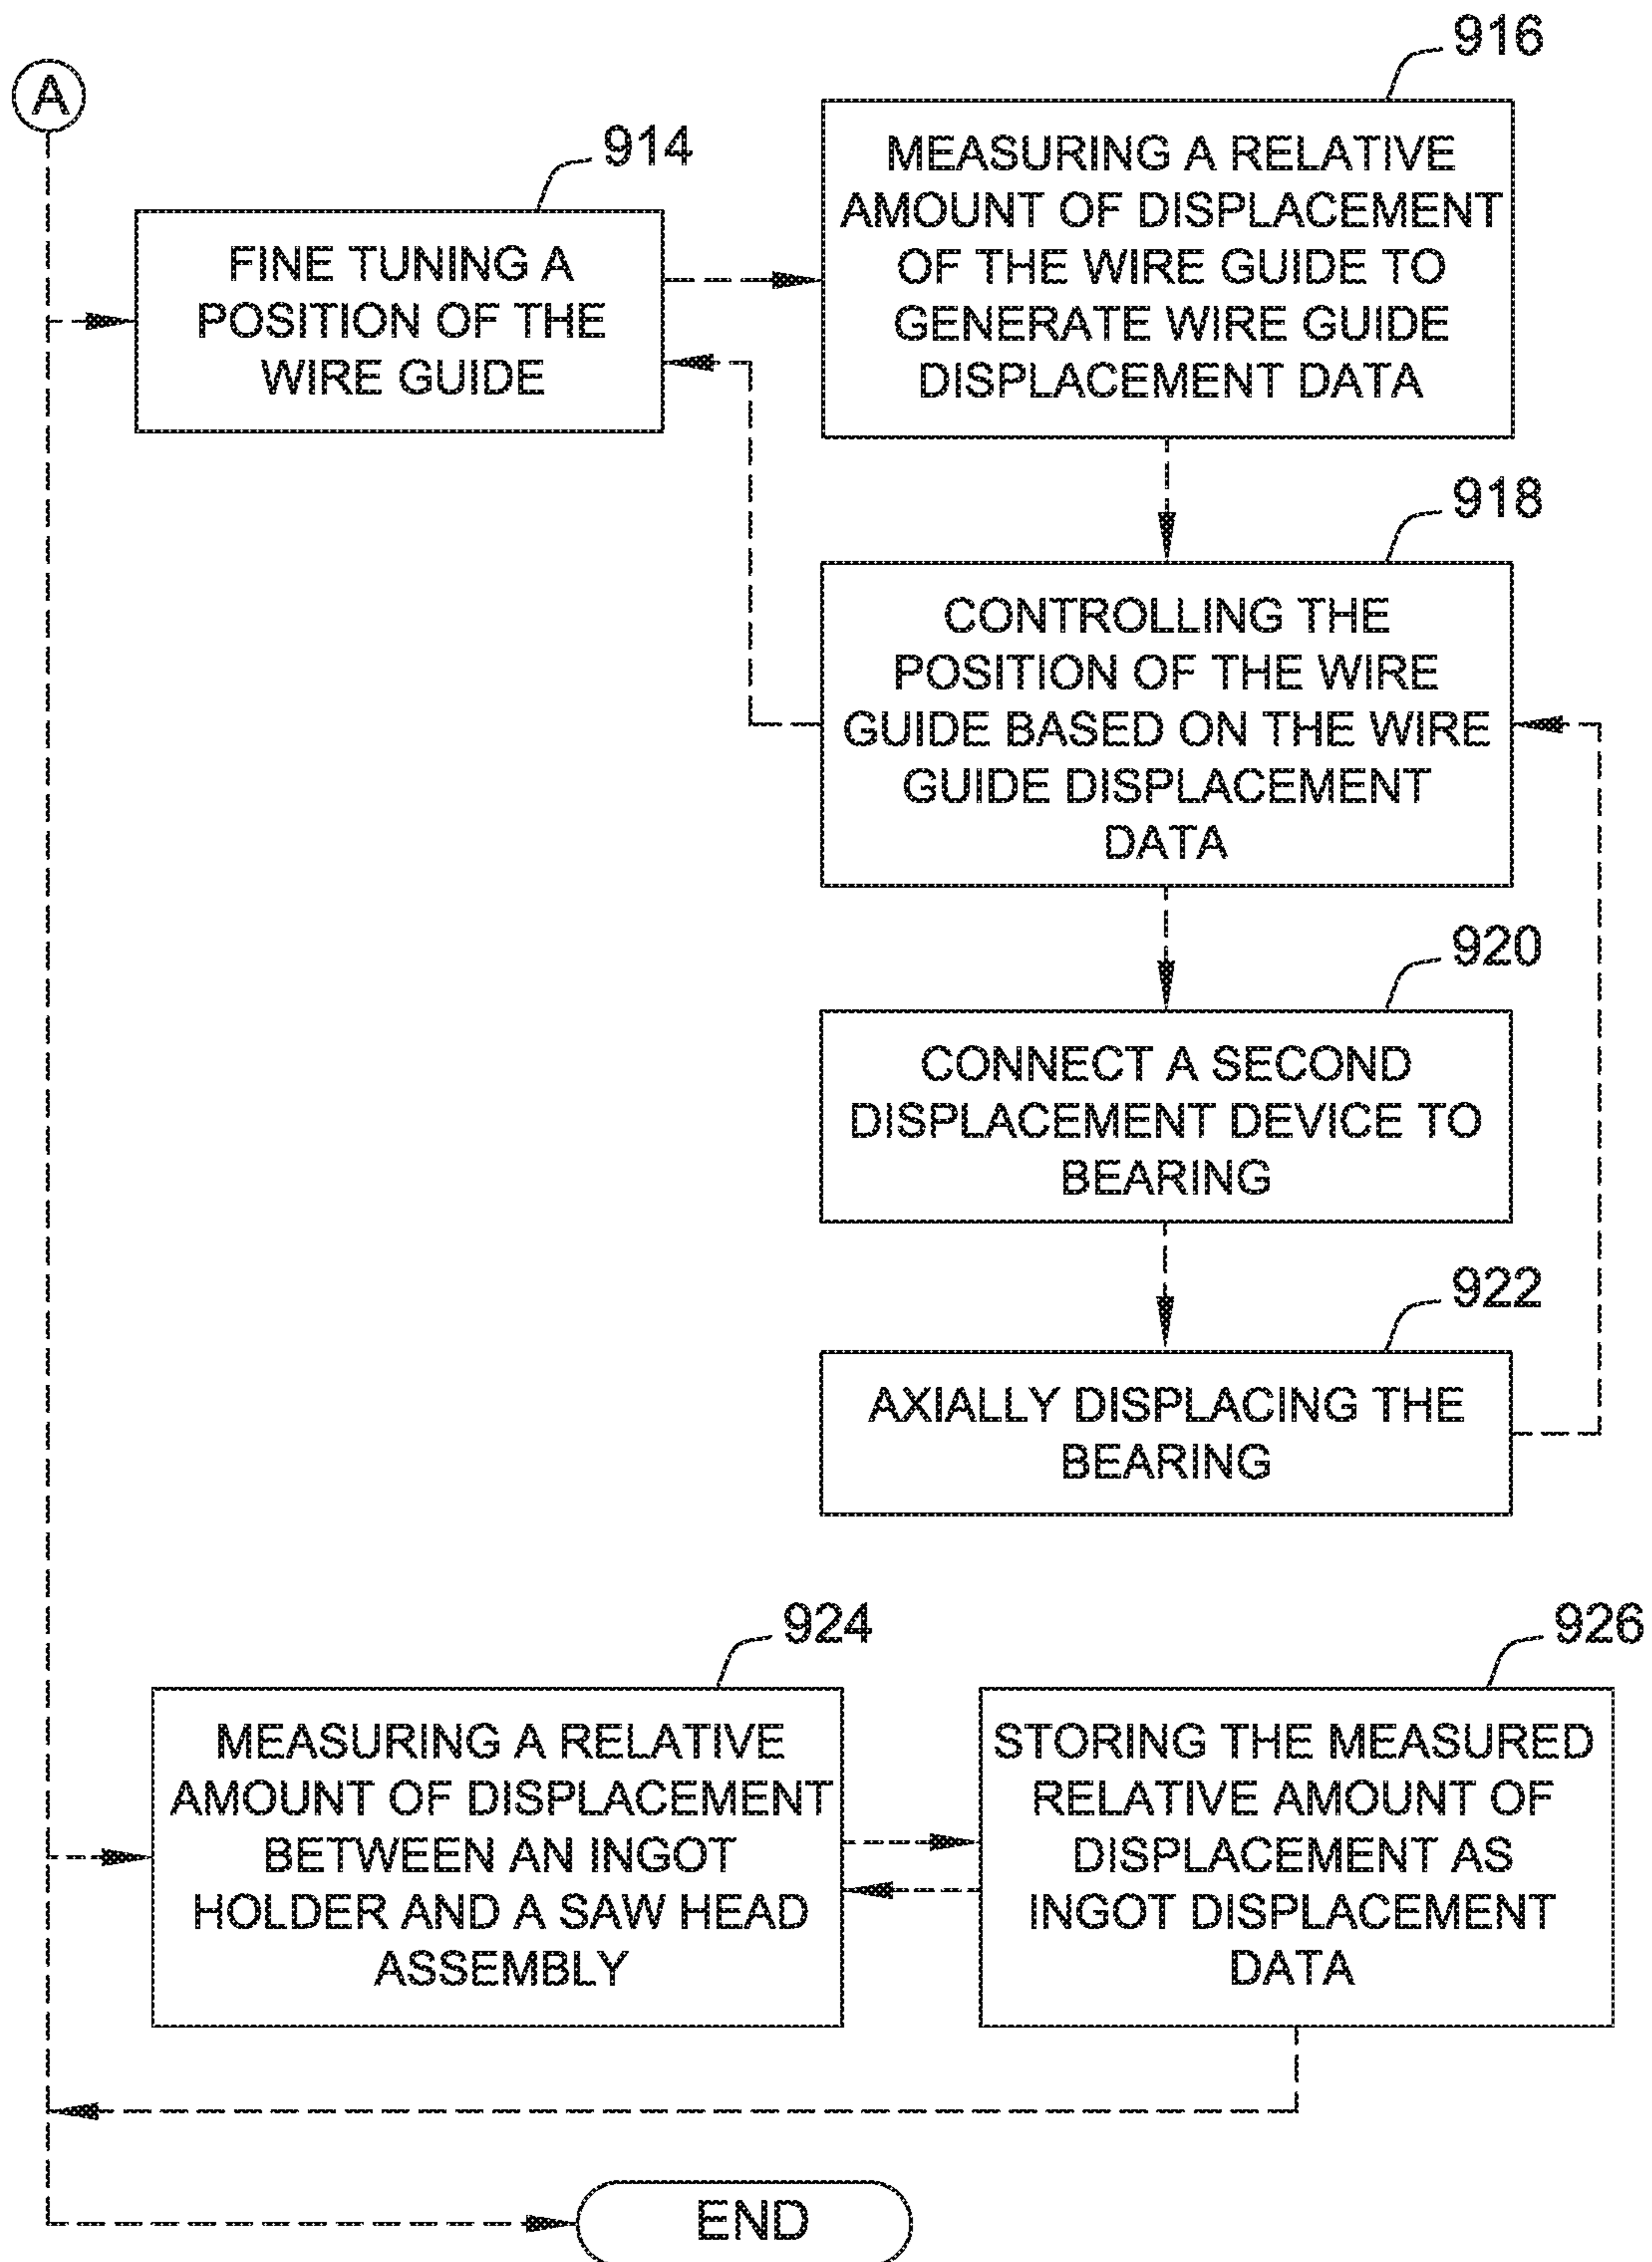 A
914
FINE TUNING A
POSITION OF THE
WIRE GUIDE
916
MEASURING A RELATIVE
AMOUNT OF DISPLACEMENT
OF THE WIRE GUIDE TO
GENERATE WIRE GUIDE
DISPLACEMENT DATA
918
CONTROLLING THE
POSITION OF THE WIRE
GUIDE BASED ON THE WIRE
GUIDE DISPLACEMENT
DATA
920
CONNECT A SECOND
DISPLACEMENT DEVICE TO
BEARING
922
AXIALLY DISPLACING THE
BEARING
924
MEASURING A RELATIVE
AMOUNT OF DISPLACEMENT
BETWEEN AN INGOT
HOLDER AND A SAW HEAD
ASSEMBLY
926
STORING THE MEASURED
RELATIVE AMOUNT OF
DISPLACEMENT AS
INGOT DISPLACEMENT
DATA
END